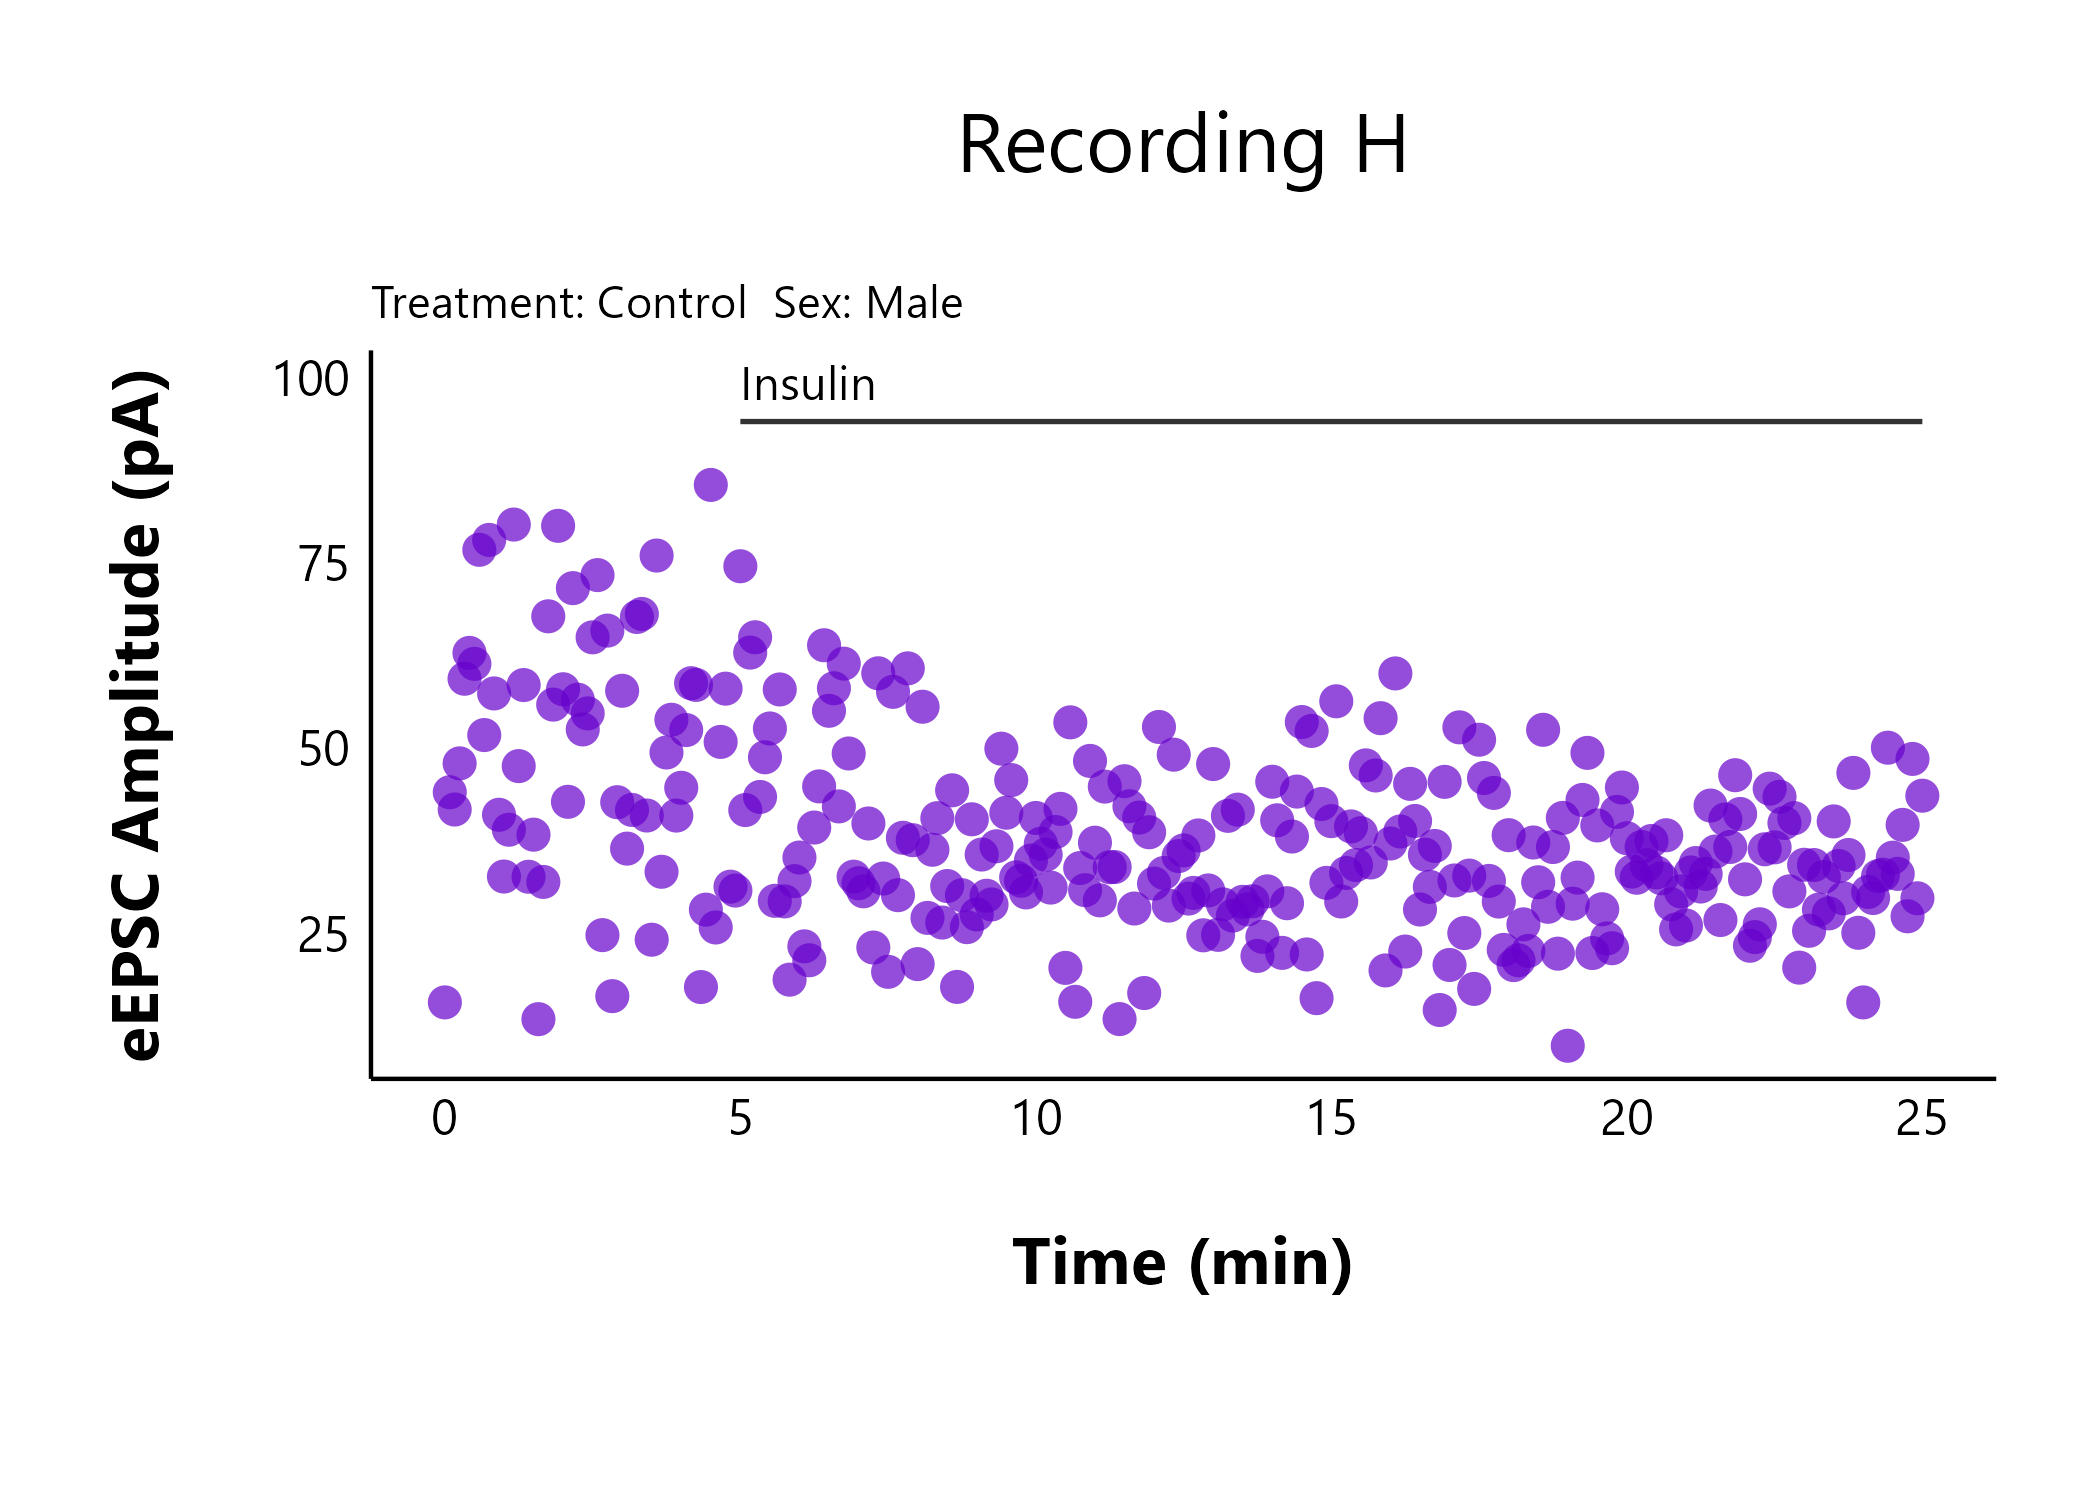 Recording H
Treatment: Control  Sex: Male
Insulin
eEPSC Amplitude (pA)
100
75
50
25
0 5 10 15 20 25
Time (min)